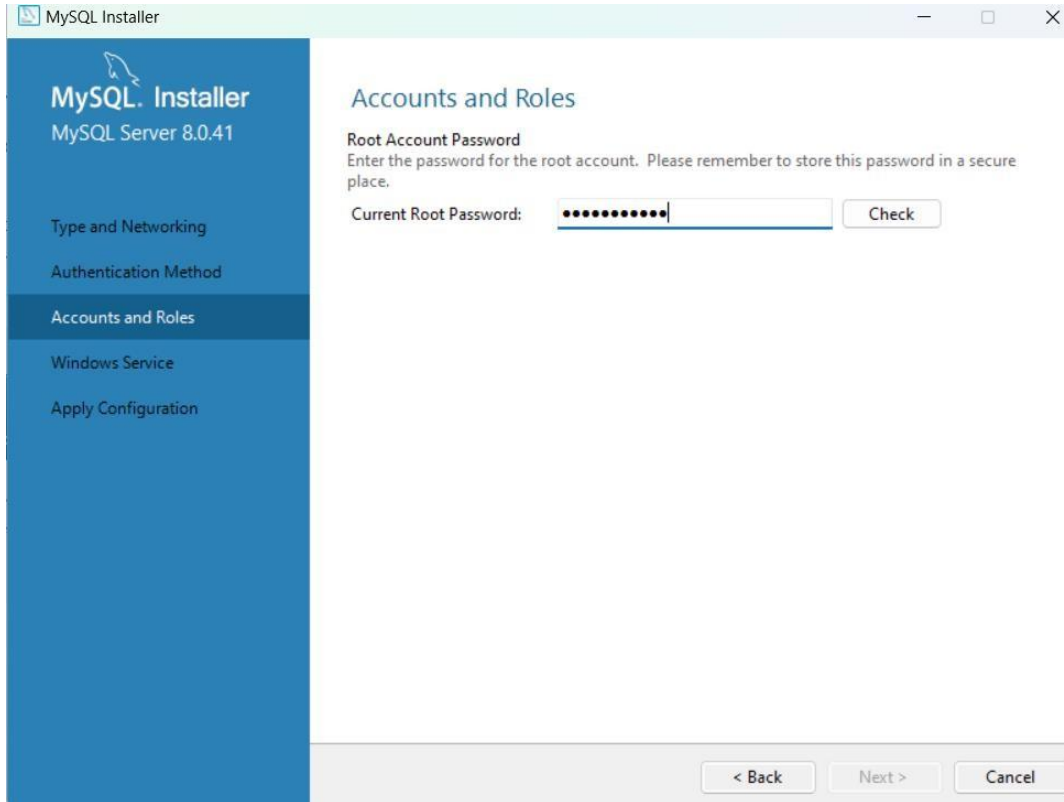 MySQL Installer
MySQL. Installer
MySQL Server 8.0.41
Type and Networking
Authentication Method
Accounts and Roles
Windows Service
Apply Configuration
Accounts and Roles
Root Account Password
Enter the password for the root account. Please remember to store this password in a secure
place.
Current Root Password: ●●●●●●●●●●● Check
< Back Next > Cancel